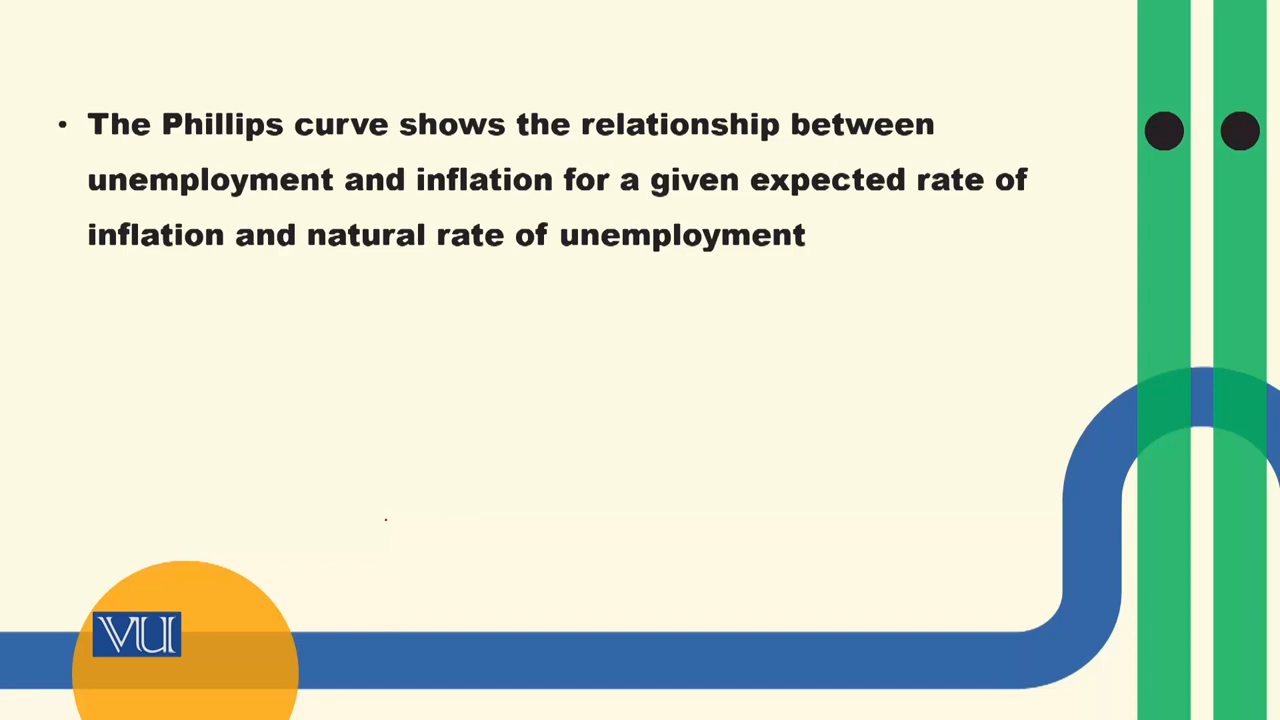 • The Phillips curve shows the relationship between
unemployment and inflation for a given expected rate of
inflation and natural rate of unemployment
VU